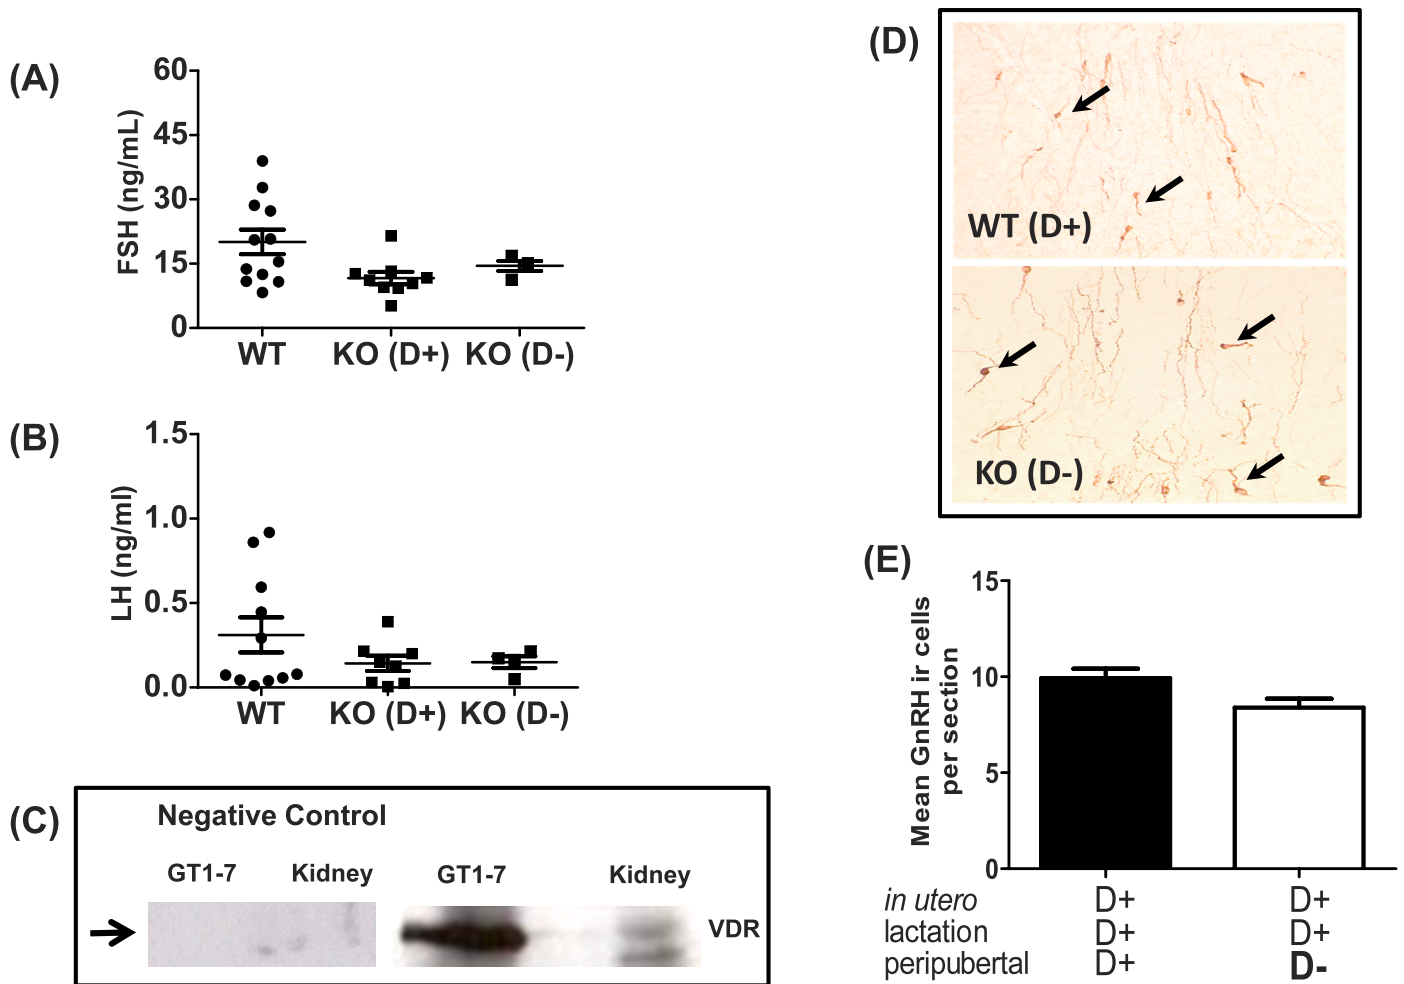 (A)
60
45
30
15
0
FSH (ng/mL)
WT KO (D+) KO (D-)
(B)
1.5
1.0
0.5
0.0
LH (ng/ml)
WT KO (D+) KO (D-)
(C)
Negative Control
GT1-7 Kidney GT1-7 Kidney
VDR
(D)
WT (D+)
KO (D-)
(E)
15
10
5
0
Mean GnRH ir cells
per section
in utero D+ D+
lactation D+ D+
peripubertal D+ D-